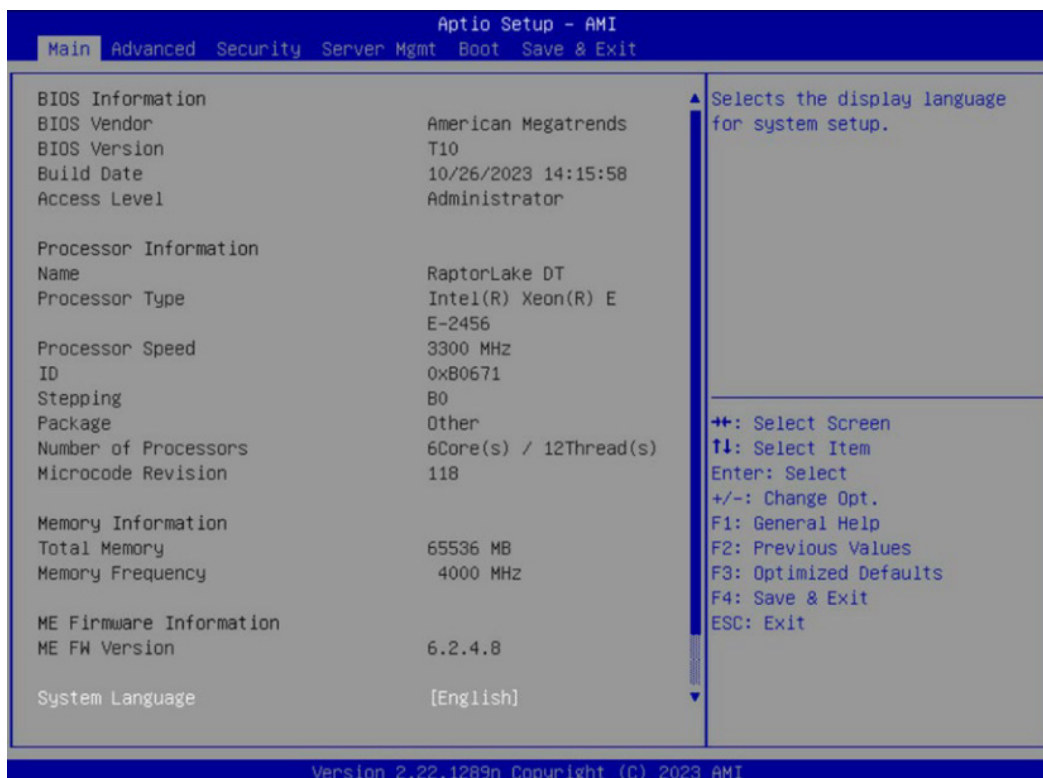 Aptio Setup – AMI
Main Advanced Security Server Mgmt Boot Save & Exit
BIOS Information
BIOS Vendor American Megatrends
BIOS Version T10
Build Date 10/26/2023 14:15:58
Access Level Administrator
Processor Information
Name RaptorLake DT
Processor Type Intel(R) Xeon(R) E
E-2456
Processor Speed 3300 MHz
ID 0xB0671
Stepping B0
Package Other
Number of Processors 6Core(s) / 12Thread(s)
Microcode Revision 118
Memory Information
Total Memory 65536 MB
Memory Frequency 4000 MHz
ME Firmware Information
ME FW Version 6.2.4.8
System Language [English]
Selects the display language
for system setup.
→←: Select Screen
↑↓: Select Item
Enter: Select
+/-: Change Opt.
F1: General Help
F2: Previous Values
F3: Optimized Defaults
F4: Save & Exit
ESC: Exit
Version 2.22.1289n Copyright (C) 2023 AMI